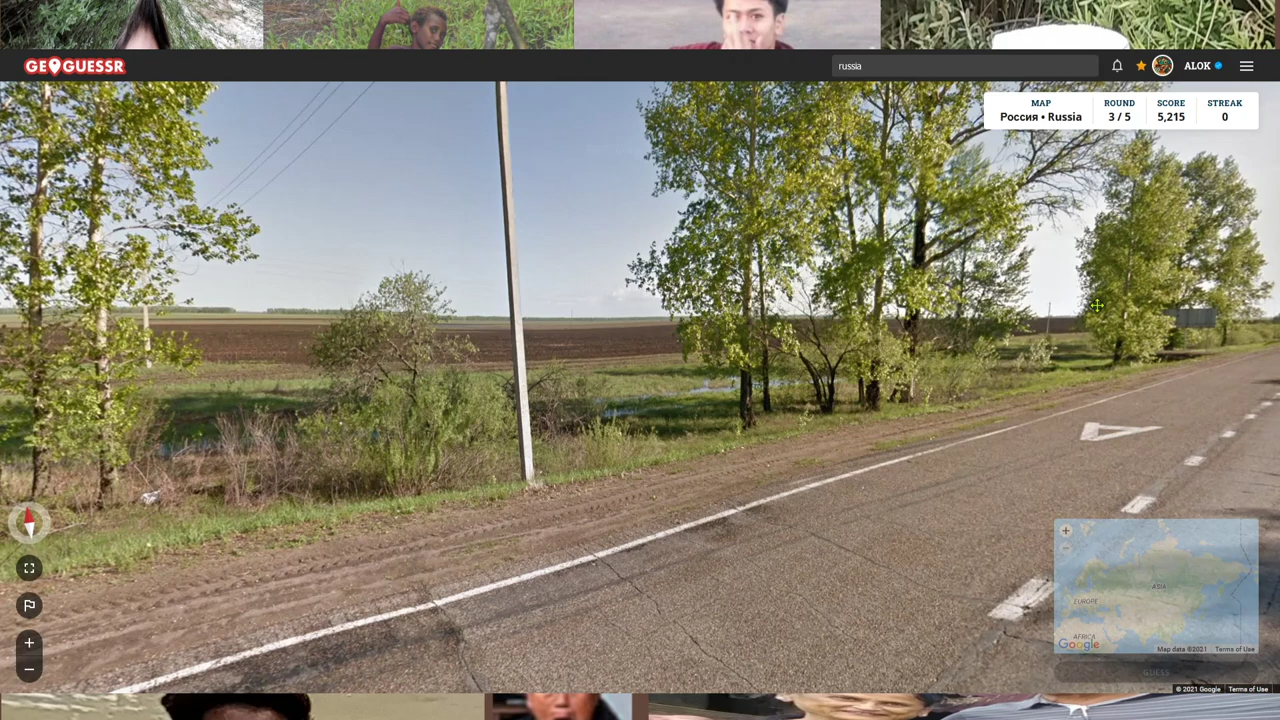 GEOGUESSR
russia
ALOK
MAP
Россия • Russia
ROUND
3 / 5
SCORE
5,215
STREAK
0
ASIA
EUROPE
AFRICA
Google
Map data ©2021
Terms of Use
GUESS
© 2021 Google
Terms of Use